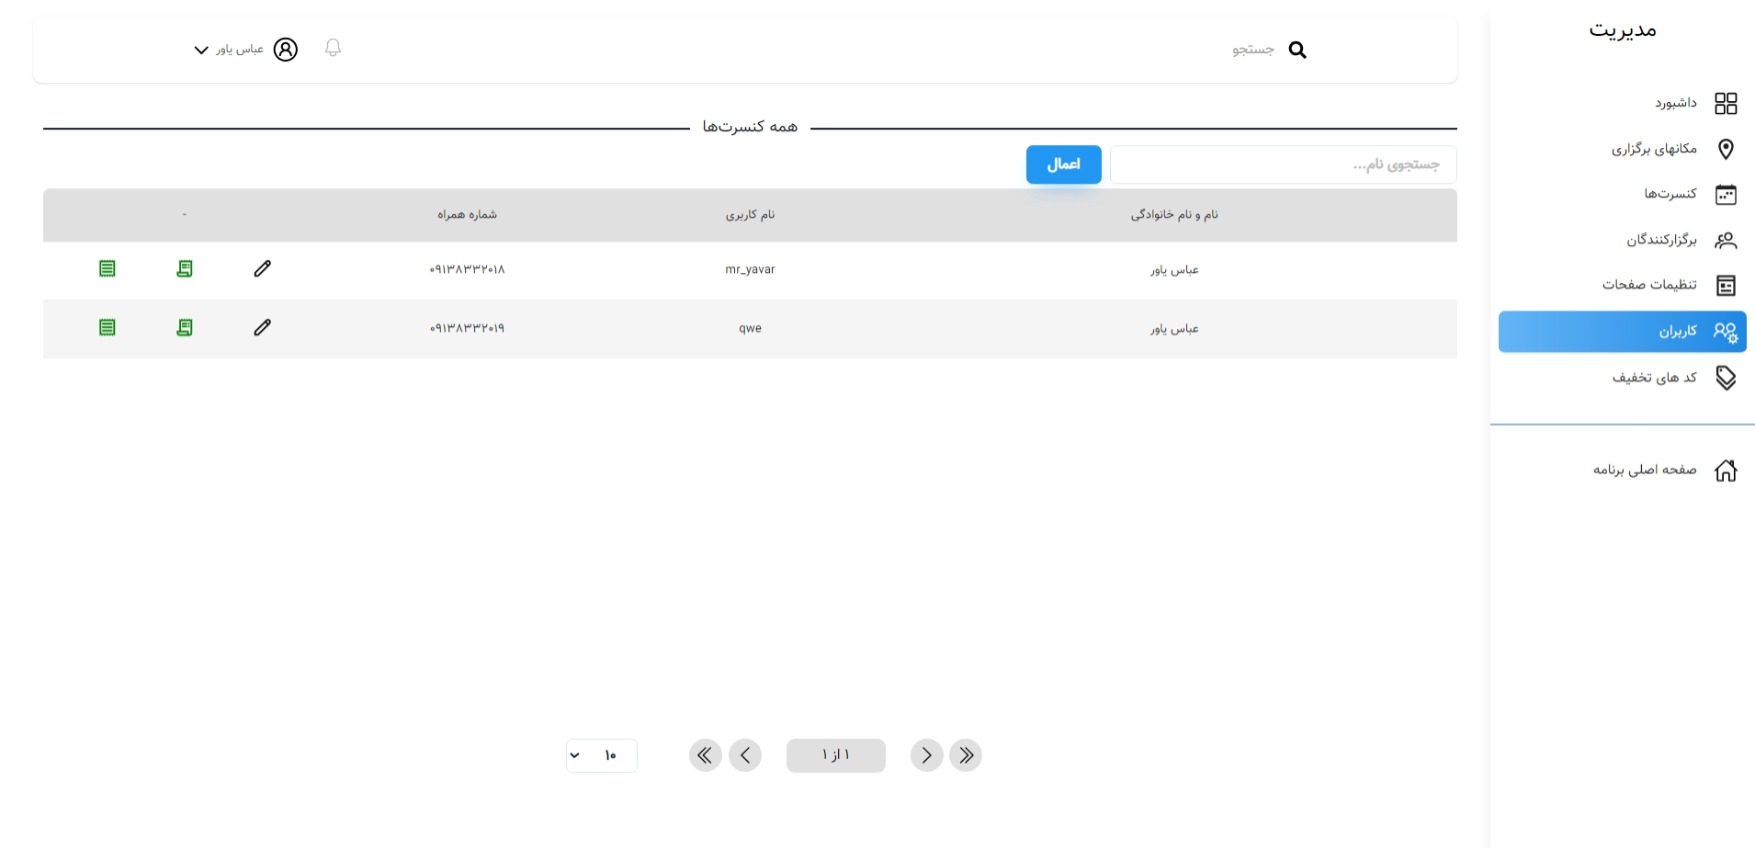 مدیریت
داشبورد
مکانهای برگزاری
کنسرت‌ها
برگزارکنندگان
تنظیمات صفحات
کاربران
کد های تخفیف
صفحه اصلی برنامه
جستجو
عباس یاور
همه کنسرت‌ها
جستجوی نام...
اعمال
نام و نام خانوادگی نام کاربری شماره همراه -
عباس یاور mr_yavar ۰۹۱۳۸۳۳۲۰۱۸
عباس یاور qwe ۰۹۱۳۸۳۳۲۰۱۹
۱ از ۱
۱۰